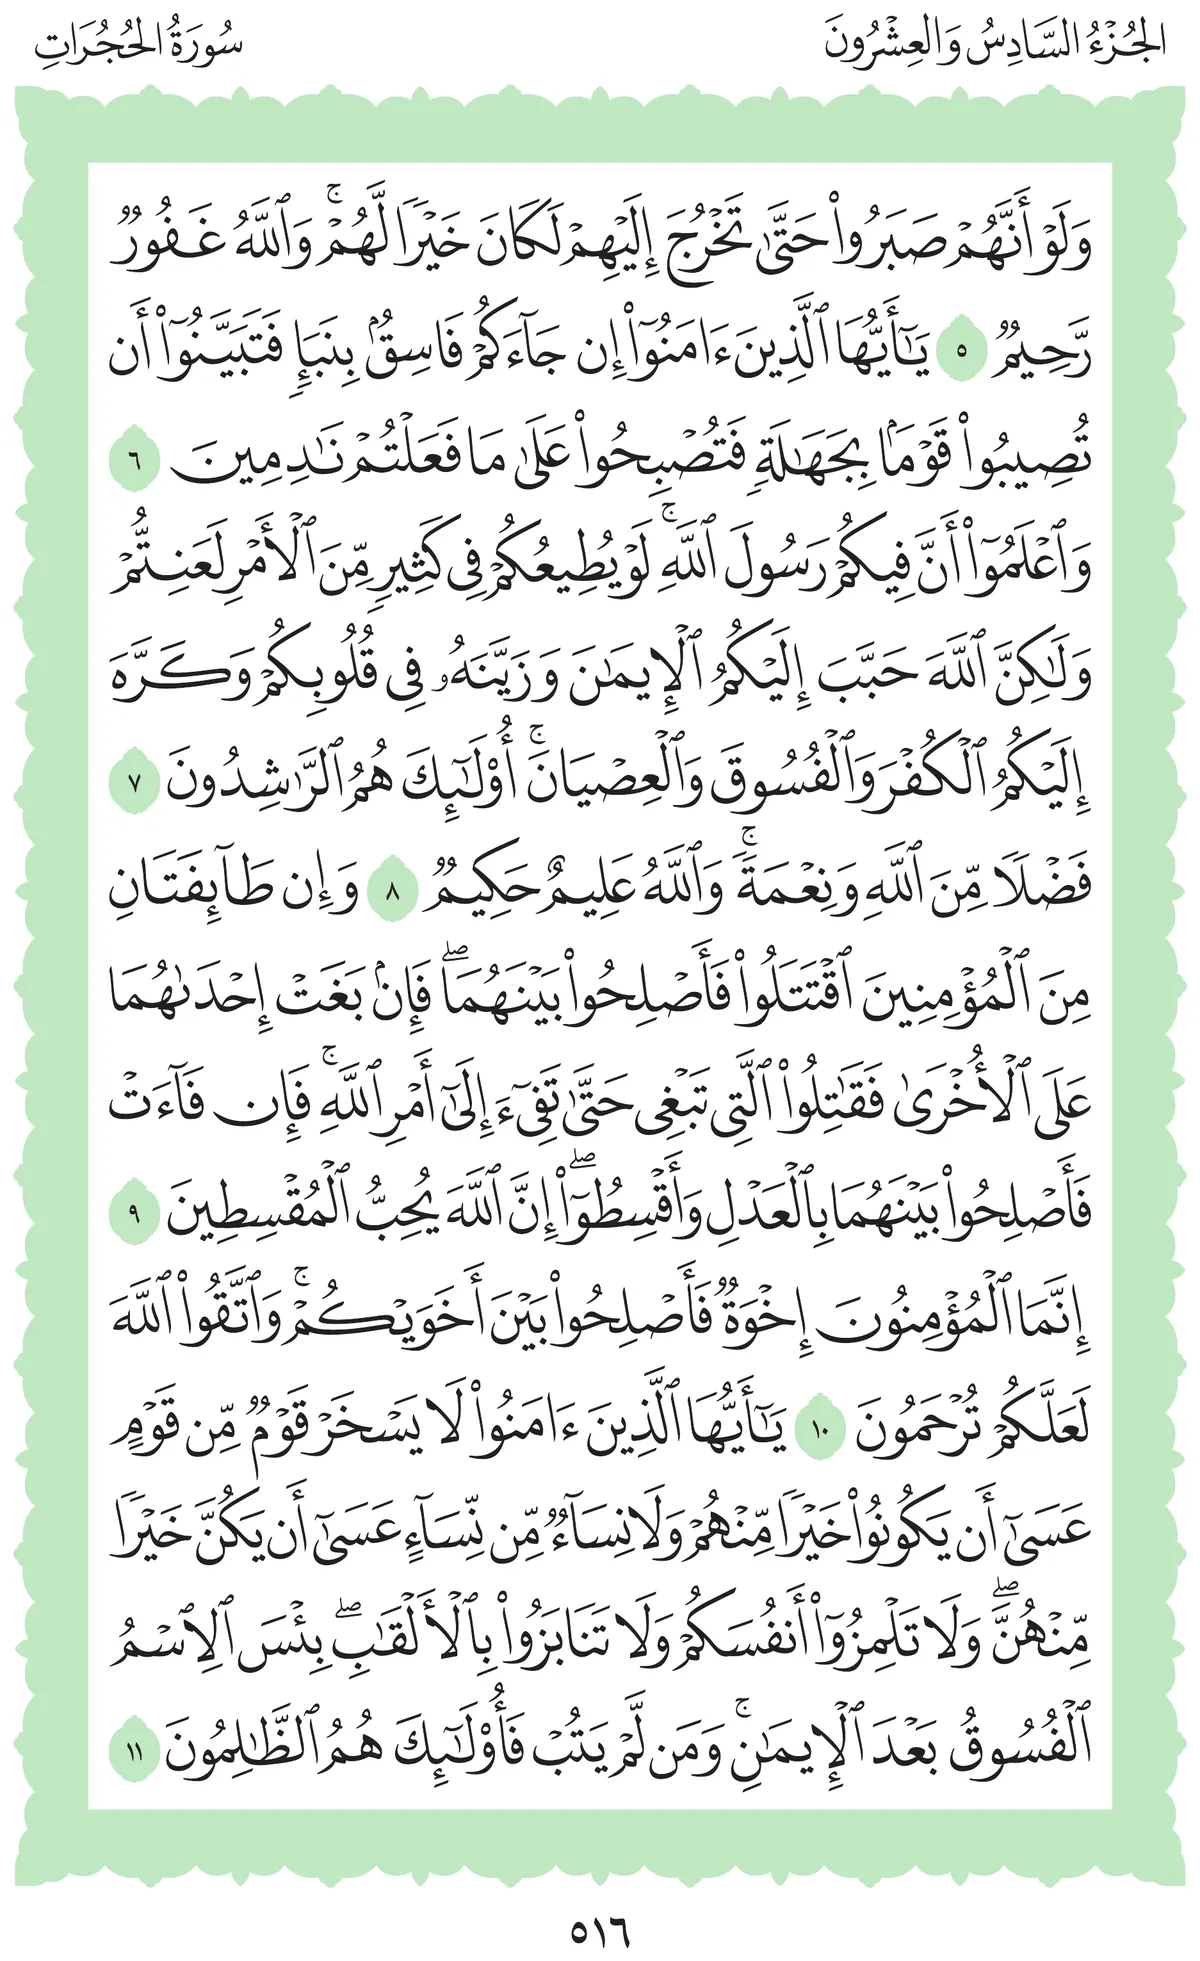 الجُزْءُ السَّادِسُ وَالعِشْرُونَ
سُورَةُ الحُجُرَاتِ
وَلَوْ أَنَّهُمْ صَبَرُوا۟ حَتَّىٰ تَخْرُجَ إِلَيْهِمْ لَكَانَ خَيْرًا لَّهُمْ ۚ وَٱللَّهُ غَفُورٌ
رَّحِيمٌ ٥ يَـٰٓأَيُّهَا ٱلَّذِينَ ءَامَنُوٓا۟ إِن جَآءَكُمْ فَاسِقٌۢ بِنَبَإٍ فَتَبَيَّنُوٓا۟ أَن
تُصِيبُوا۟ قَوْمَۢا بِجَهَـٰلَةٍ فَتُصْبِحُوا۟ عَلَىٰ مَا فَعَلْتُمْ نَـٰدِمِينَ ٦
وَٱعْلَمُوٓا۟ أَنَّ فِيكُمْ رَسُولَ ٱللَّهِ ۚ لَوْ يُطِيعُكُمْ فِى كَثِيرٍ مِّنَ ٱلْأَمْرِ لَعَنِتُّمْ
وَلَـٰكِنَّ ٱللَّهَ حَبَّبَ إِلَيْكُمُ ٱلْإِيمَـٰنَ وَزَيَّنَهُۥ فِى قُلُوبِكُمْ وَكَرَّهَ
إِلَيْكُمُ ٱلْكُفْرَ وَٱلْفُسُوقَ وَٱلْعِصْيَانَ ۚ أُو۟لَـٰٓئِكَ هُمُ ٱلرَّٰشِدُونَ ٧
فَضْلًا مِّنَ ٱللَّهِ وَنِعْمَةً ۚ وَٱللَّهُ عَلِيمٌ حَكِيمٌ ٨ وَإِن طَآئِفَتَانِ
مِنَ ٱلْمُؤْمِنِينَ ٱقْتَتَلُوا۟ فَأَصْلِحُوا۟ بَيْنَهُمَا ۖ فَإِنۢ بَغَتْ إِحْدَىٰهُمَا
عَلَى ٱلْأُخْرَىٰ فَقَـٰتِلُوا۟ ٱلَّتِى تَبْغِى حَتَّىٰ تَفِىٓءَ إِلَىٰٓ أَمْرِ ٱللَّهِ ۚ فَإِن فَآءَتْ
فَأَصْلِحُوا۟ بَيْنَهُمَا بِٱلْعَدْلِ وَأَقْسِطُوٓا۟ ۖ إِنَّ ٱللَّهَ يُحِبُّ ٱلْمُقْسِطِينَ ٩
إِنَّمَا ٱلْمُؤْمِنُونَ إِخْوَةٌ فَأَصْلِحُوا۟ بَيْنَ أَخَوَيْكُمْ ۚ وَٱتَّقُوا۟ ٱللَّهَ
لَعَلَّكُمْ تُرْحَمُونَ ١٠ يَـٰٓأَيُّهَا ٱلَّذِينَ ءَامَنُوا۟ لَا يَسْخَرْ قَوْمٌ مِّن قَوْمٍ
عَسَىٰٓ أَن يَكُونُوا۟ خَيْرًا مِّنْهُمْ وَلَا نِسَآءٌ مِّن نِّسَآءٍ عَسَىٰٓ أَن يَكُنَّ خَيْرًا
مِّنْهُنَّ ۖ وَلَا تَلْمِزُوٓا۟ أَنفُسَكُمْ وَلَا تَنَابَزُوا۟ بِٱلْأَلْقَـٰبِ ۖ بِئْسَ ٱلِٱسْمُ
ٱلْفُسُوقُ بَعْدَ ٱلْإِيمَـٰنِ ۚ وَمَن لَّمْ يَتُبْ فَأُو۟لَـٰٓئِكَ هُمُ ٱلظَّـٰلِمُونَ ١١
٥١٦